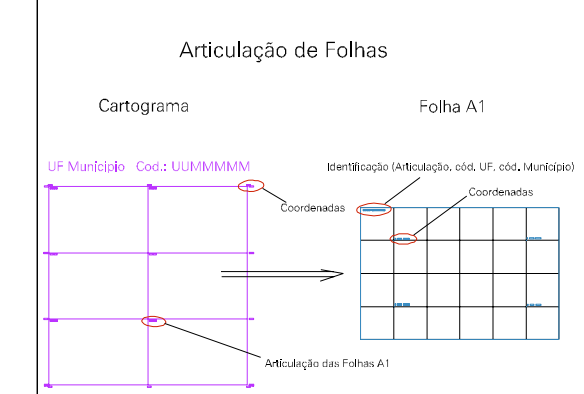 Articulação de Folhas
Cartograma
Folha A1
UF Municipio Cod.: UUMMMMM
Identificação (Articulação, cód. UF, cód. Município)
Coordenadas
Coordenadas
Articulação das Folhas A1